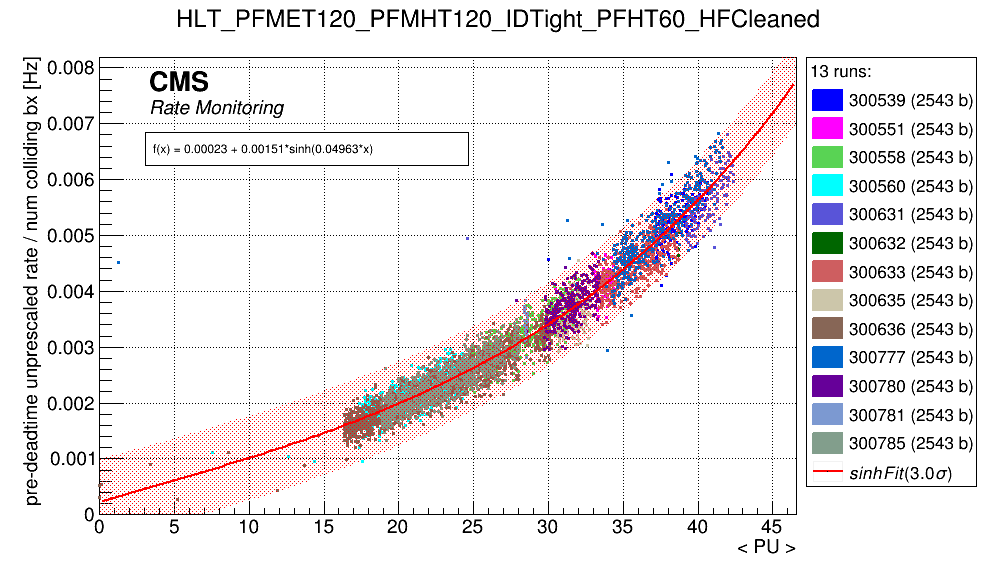 HLT_PFMET120_PFMHT120_IDTight_PFHT60_HFCleaned
pre-deadtime unprescaled rate / num colliding bx [Hz]
0.008
0.007
0.006
0.005
0.004
0.003
0.002
0.001
0
CMS
Rate Monitoring
f(x) = 0.00023 + 0.00151*sinh(0.04963*x)
0 5 10 15 20 25 30 35 40 45
< PU >
13 runs:
300539 (2543 b)
300551 (2543 b)
300558 (2543 b)
300560 (2543 b)
300631 (2543 b)
300632 (2543 b)
300633 (2543 b)
300635 (2543 b)
300636 (2543 b)
300777 (2543 b)
300780 (2543 b)
300781 (2543 b)
300785 (2543 b)
sinhFit(3.0σ)